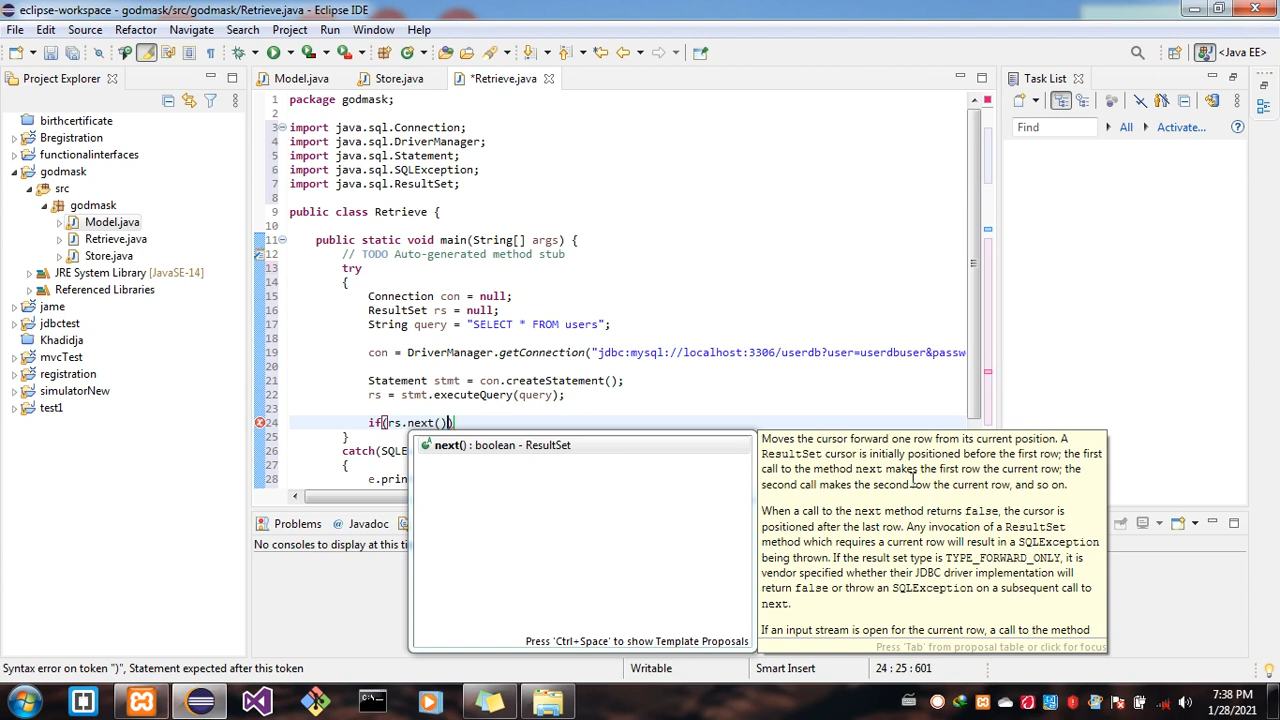 eclipse-workspace - godmask/src/godmask/Retrieve.java - Eclipse IDE
File Edit Source Refactor Navigate Search Project Run Window Help
<Java EE>
Project Explorer
birthcertificate
Bregistration
functionalinterfaces
godmask
src
godmask
Model.java
Retrieve.java
Store.java
JRE System Library [JavaSE-14]
Referenced Libraries
jame
jdbctest
Khadidja
mvcTest
registration
simulatorNew
test1
Model.java Store.java *Retrieve.java
1 package godmask;
2
3 import java.sql.Connection;
4 import java.sql.DriverManager;
5 import java.sql.Statement;
6 import java.sql.SQLException;
7 import java.sql.ResultSet;
8
9 public class Retrieve {
10
11 public static void main(String[] args) {
12 // TODO Auto-generated method stub
13 try
14 {
15 Connection con = null;
16 ResultSet rs = null;
17 String query = "SELECT * FROM users";
18
19 con = DriverManager.getConnection("jdbc:mysql://localhost:3306/userdb?user=userdbuser&passw
20
21 Statement stmt = con.createStatement();
22 rs = stmt.executeQuery(query);
23
24 if(rs.next())
25 }
26 catch(SQLE
27 {
28 e.prin
next() : boolean - ResultSet
Press 'Ctrl+Space' to show Template Proposals
Moves the cursor forward one row from its current position. A
ResultSet cursor is initially positioned before the first row; the first
call to the method next makes the first row the current row; the
second call makes the second row the current row, and so on.
When a call to the next method returns false, the cursor is
positioned after the last row. Any invocation of a ResultSet
method which requires a current row will result in a SQLException
being thrown. If the result set type is TYPE_FORWARD_ONLY, it is
vendor specified whether their JDBC driver implementation will
return false or throw an SQLException on a subsequent call to
next.
If an input stream is open for the current row, a call to the method
Press 'Tab' from proposal table or click for focus
Task List
Find All Activate...
Problems @ Javadoc
No consoles to display at this ti
Syntax error on token ")", Statement expected after this token
Writable Smart Insert 24 : 25 : 601
7:38 PM
1/28/2021